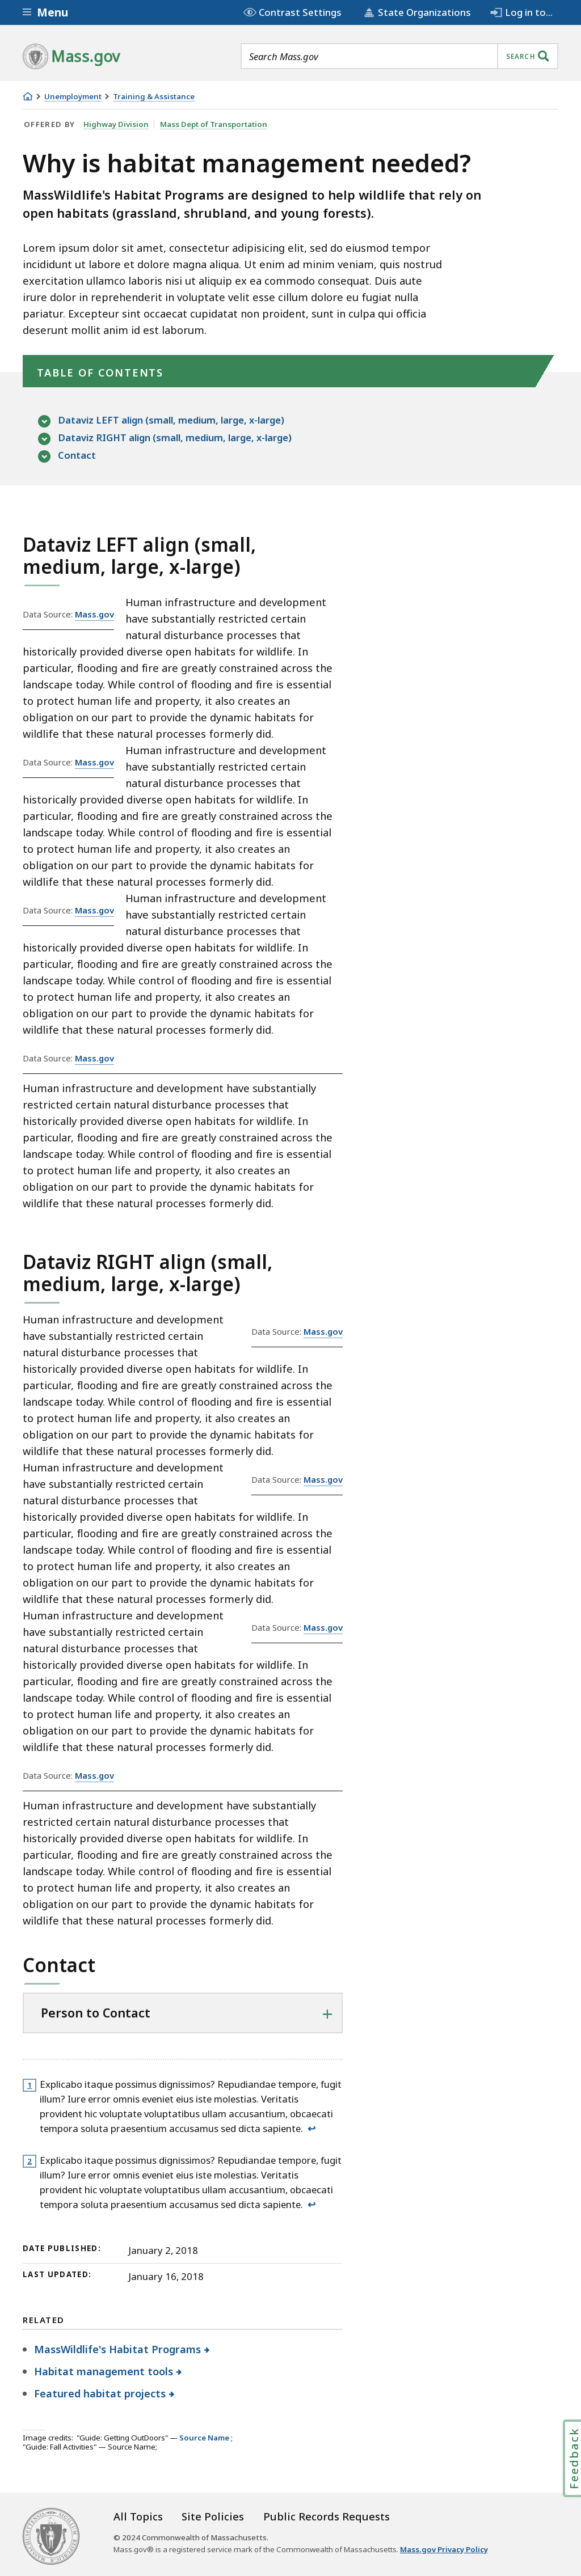 Menu
Contrast Settings
State Organizations
Log in to...
Mass.gov
Search Mass.gov
SEARCH
Unemployment
Training & Assistance
OFFERED BY
Highway Division
Mass Dept of Transportation
Why is habitat management needed?
MassWildlife's Habitat Programs are designed to help wildlife that rely on
open habitats (grassland, shrubland, and young forests).
Lorem ipsum dolor sit amet, consectetur adipisicing elit, sed do eiusmod tempor
incididunt ut labore et dolore magna aliqua. Ut enim ad minim veniam, quis nostrud
exercitation ullamco laboris nisi ut aliquip ex ea commodo consequat. Duis aute
irure dolor in reprehenderit in voluptate velit esse cillum dolore eu fugiat nulla
pariatur. Excepteur sint occaecat cupidatat non proident, sunt in culpa qui officia
deserunt mollit anim id est laborum.
TABLE OF CONTENTS
Dataviz LEFT align (small, medium, large, x-large)
Dataviz RIGHT align (small, medium, large, x-large)
Contact
Dataviz LEFT align (small,
medium, large, x-large)
Data Source: Mass.gov
Human infrastructure and development
have substantially restricted certain
natural disturbance processes that
historically provided diverse open habitats for wildlife. In
particular, flooding and fire are greatly constrained across the
landscape today. While control of flooding and fire is essential
to protect human life and property, it also creates an
obligation on our part to provide the dynamic habitats for
wildlife that these natural processes formerly did.
Data Source: Mass.gov
Human infrastructure and development
have substantially restricted certain
natural disturbance processes that
historically provided diverse open habitats for wildlife. In
particular, flooding and fire are greatly constrained across the
landscape today. While control of flooding and fire is essential
to protect human life and property, it also creates an
obligation on our part to provide the dynamic habitats for
wildlife that these natural processes formerly did.
Data Source: Mass.gov
Human infrastructure and development
have substantially restricted certain
natural disturbance processes that
historically provided diverse open habitats for wildlife. In
particular, flooding and fire are greatly constrained across the
landscape today. While control of flooding and fire is essential
to protect human life and property, it also creates an
obligation on our part to provide the dynamic habitats for
wildlife that these natural processes formerly did.
Data Source: Mass.gov
Human infrastructure and development have substantially
restricted certain natural disturbance processes that
historically provided diverse open habitats for wildlife. In
particular, flooding and fire are greatly constrained across the
landscape today. While control of flooding and fire is essential
to protect human life and property, it also creates an
obligation on our part to provide the dynamic habitats for
wildlife that these natural processes formerly did.
Dataviz RIGHT align (small,
medium, large, x-large)
Data Source: Mass.gov
Human infrastructure and development
have substantially restricted certain
natural disturbance processes that
historically provided diverse open habitats for wildlife. In
particular, flooding and fire are greatly constrained across the
landscape today. While control of flooding and fire is essential
to protect human life and property, it also creates an
obligation on our part to provide the dynamic habitats for
wildlife that these natural processes formerly did.
Data Source: Mass.gov
Human infrastructure and development
have substantially restricted certain
natural disturbance processes that
historically provided diverse open habitats for wildlife. In
particular, flooding and fire are greatly constrained across the
landscape today. While control of flooding and fire is essential
to protect human life and property, it also creates an
obligation on our part to provide the dynamic habitats for
wildlife that these natural processes formerly did.
Data Source: Mass.gov
Human infrastructure and development
have substantially restricted certain
natural disturbance processes that
historically provided diverse open habitats for wildlife. In
particular, flooding and fire are greatly constrained across the
landscape today. While control of flooding and fire is essential
to protect human life and property, it also creates an
obligation on our part to provide the dynamic habitats for
wildlife that these natural processes formerly did.
Data Source: Mass.gov
Human infrastructure and development have substantially
restricted certain natural disturbance processes that
historically provided diverse open habitats for wildlife. In
particular, flooding and fire are greatly constrained across the
landscape today. While control of flooding and fire is essential
to protect human life and property, it also creates an
obligation on our part to provide the dynamic habitats for
wildlife that these natural processes formerly did.
Contact
Person to Contact
1 Explicabo itaque possimus dignissimos? Repudiandae tempore, fugit
illum? Iure error omnis eveniet eius iste molestias. Veritatis
provident hic voluptate voluptatibus ullam accusantium, obcaecati
tempora soluta praesentium accusamus sed dicta sapiente. ↩
2 Explicabo itaque possimus dignissimos? Repudiandae tempore, fugit
illum? Iure error omnis eveniet eius iste molestias. Veritatis
provident hic voluptate voluptatibus ullam accusantium, obcaecati
tempora soluta praesentium accusamus sed dicta sapiente. ↩
DATE PUBLISHED: January 2, 2018
LAST UPDATED: January 16, 2018
RELATED
MassWildlife's Habitat Programs
Habitat management tools
Featured habitat projects
Image credits: "Guide: Getting OutDoors" — Source Name ;
"Guide: Fall Activities" — Source Name;
Feedback
All Topics
Site Policies
Public Records Requests
© 2024 Commonwealth of Massachusetts.
Mass.gov® is a registered service mark of the Commonwealth of Massachusetts. Mass.gov Privacy Policy